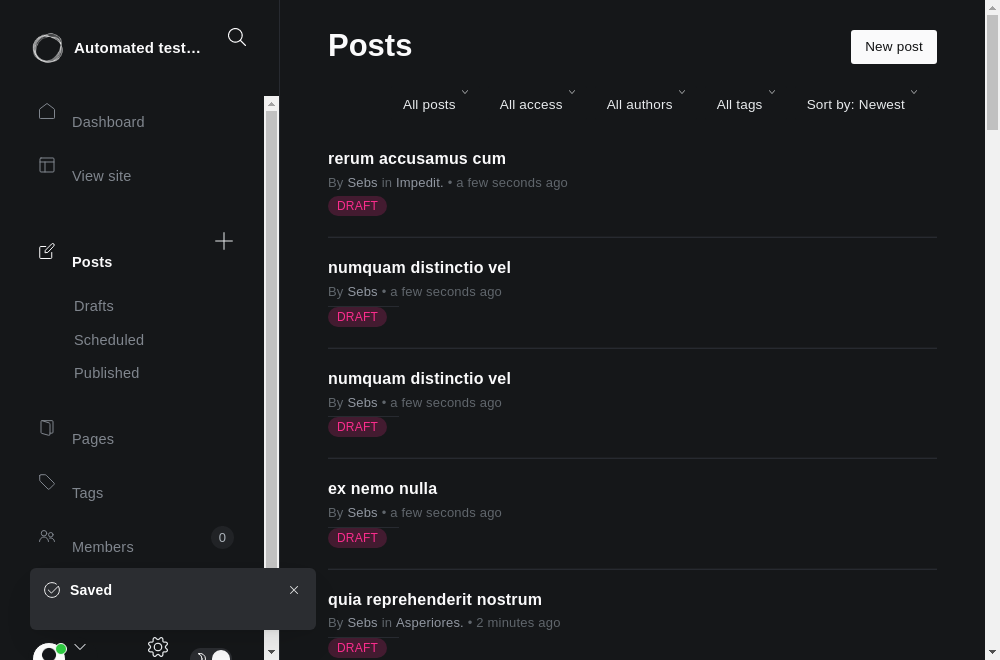 Automated test…
Dashboard
View site
Posts
Drafts
Scheduled
Published
Pages
Tags
Members
0
Saved
Posts
New post
All posts
All access
All authors
All tags
Sort by: Newest
rerum accusamus cum
By Sebs in Impedit. • a few seconds ago
DRAFT
numquam distinctio vel
By Sebs • a few seconds ago
DRAFT
numquam distinctio vel
By Sebs • a few seconds ago
DRAFT
ex nemo nulla
By Sebs • a few seconds ago
DRAFT
quia reprehenderit nostrum
By Sebs in Asperiores. • 2 minutes ago
DRAFT